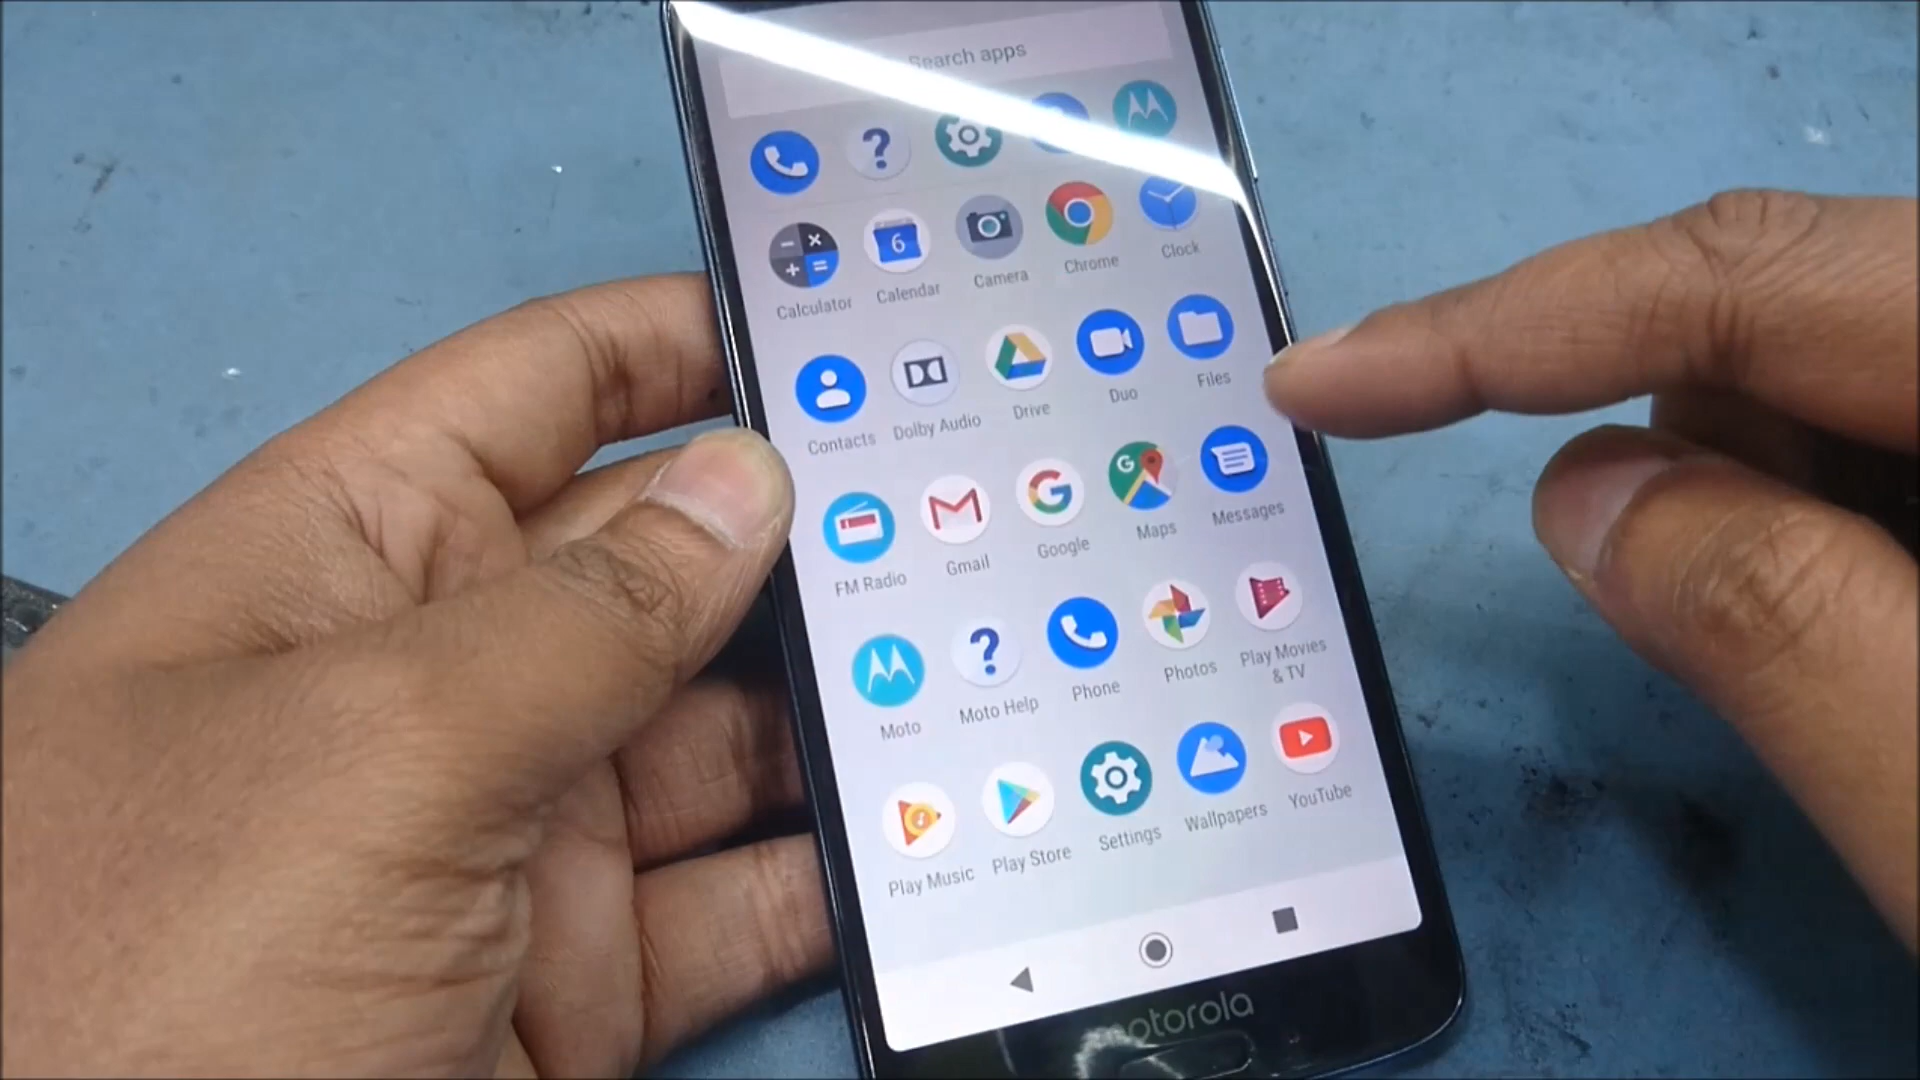 Search apps
6
Calculator Calendar Camera Chrome Clock
Contacts Dolby Audio Drive Duo Files
FM Radio Gmail Google Maps Messages
Moto Moto Help Phone Photos Play Movies
& TV
Play Music Play Store Settings Wallpapers YouTube
motorola